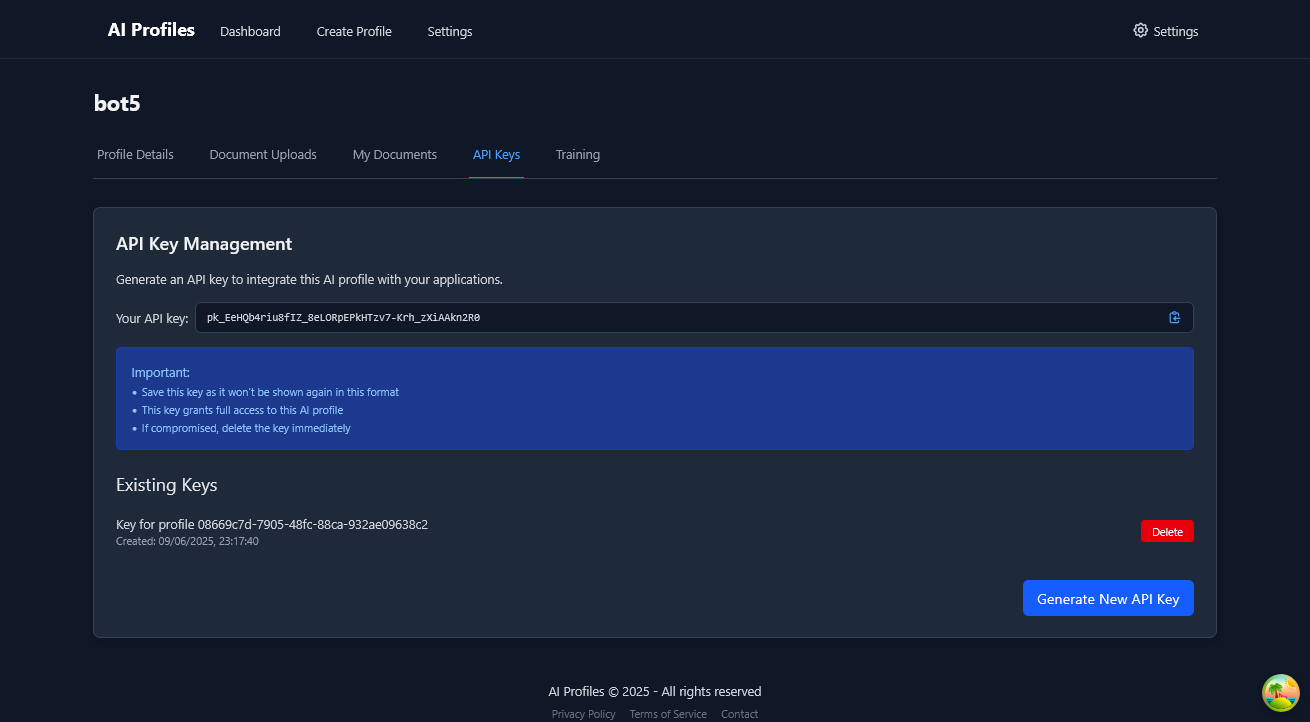 AI Profiles Dashboard Create Profile Settings Settings
bot5
Profile Details Document Uploads My Documents API Keys Training
API Key Management
Generate an API key to integrate this AI profile with your applications.
Your API key: pk_EeHQb4riu8fIZ_8eLORpEPkHTzv7-Krh_zXiAAkn2R0
Important:
• Save this key as it won't be shown again in this format
• This key grants full access to this AI profile
• If compromised, delete the key immediately
Existing Keys
Key for profile 08669c7d-7905-48fc-88ca-932ae09638c2
Created: 09/06/2025, 23:17:40
Delete
Generate New API Key
AI Profiles © 2025 - All rights reserved
Privacy Policy Terms of Service Contact